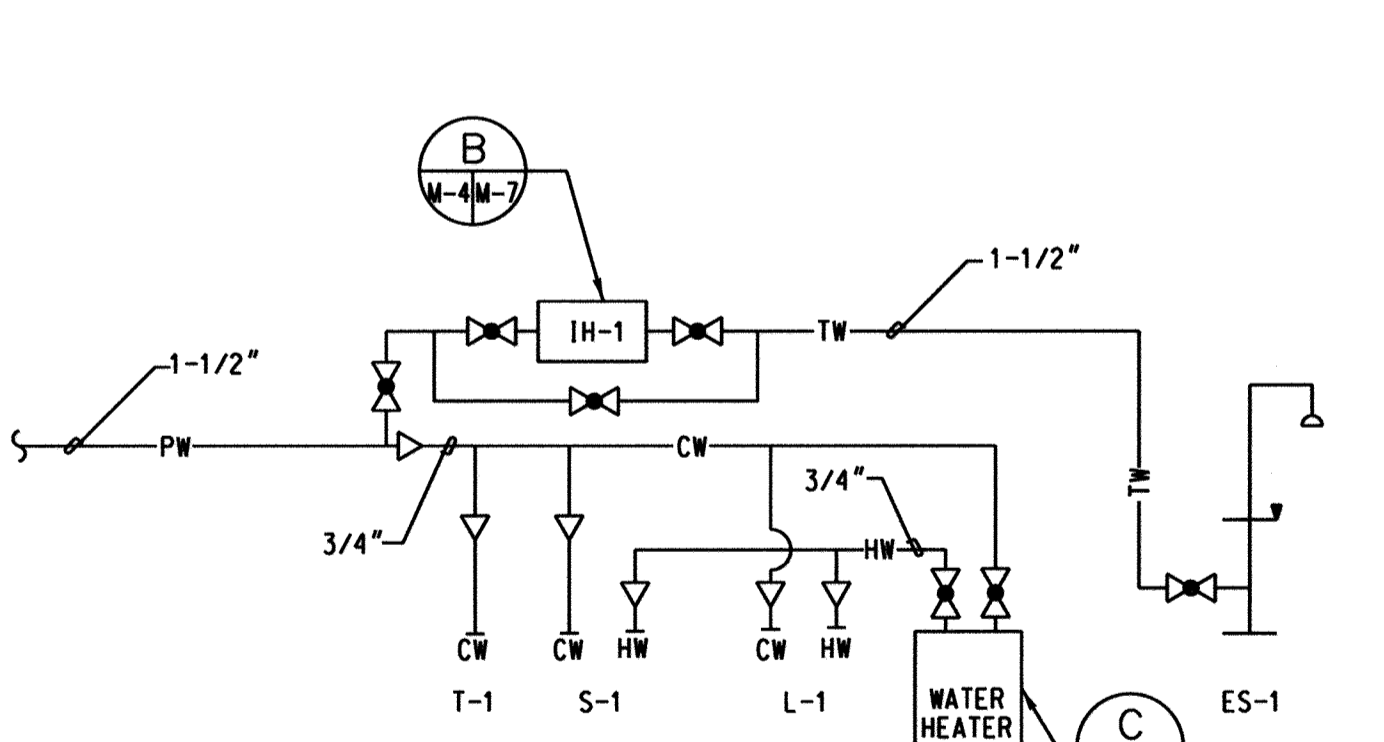 B
M-4 M-7
1-1/2"
IH-1
TW
1-1/2"
PW
CW
3/4"
TW
3/4"
HW
CW
CW
HW
CW
HW
T-1
S-1
L-1
WATER
HEATER
ES-1
C